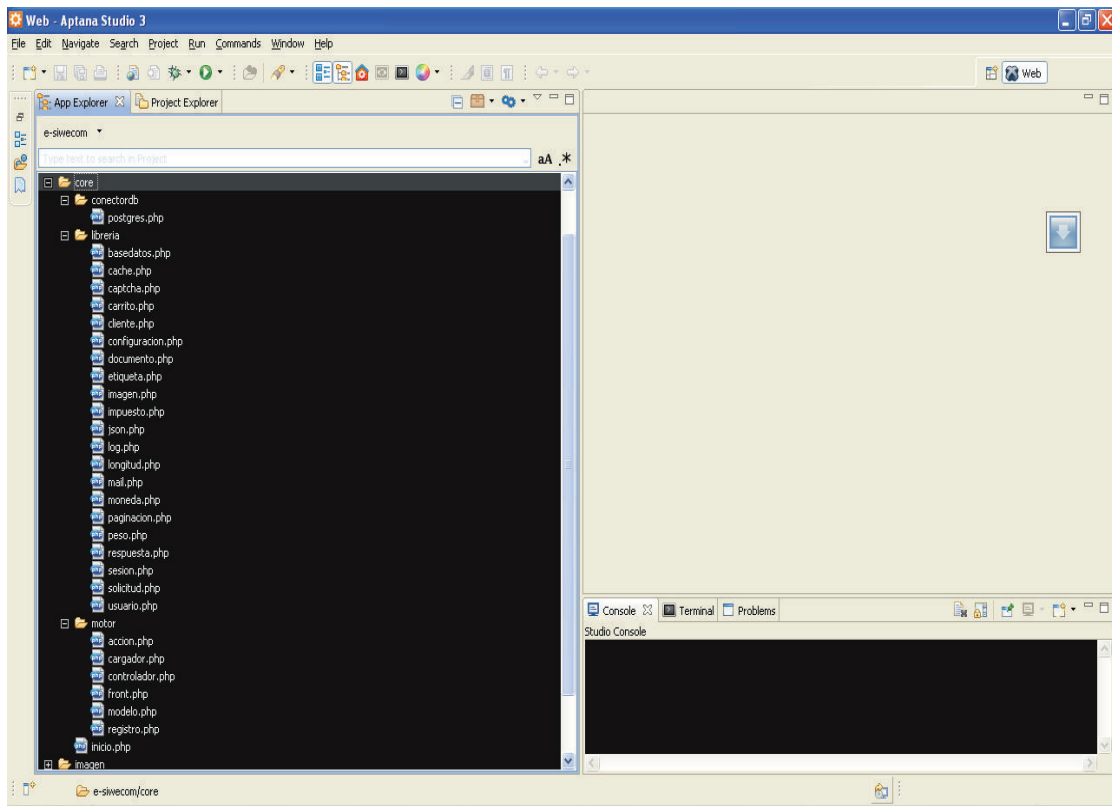 Web - Aptana Studio 3
File Edit Navigate Search Project Run Commands Window Help
Web
App Explorer Project Explorer
e-siwecom
Type text to search in Project aA .*
core
conectordb
postgres.php
libreria
basedatos.php
cache.php
captcha.php
carrito.php
cliente.php
configuracion.php
documento.php
etiqueta.php
imagen.php
impuesto.php
json.php
log.php
longitud.php
mail.php
moneda.php
paginacion.php
peso.php
respuesta.php
sesion.php
solicitud.php
usuario.php
motor
accion.php
cargador.php
controlador.php
front.php
modelo.php
registro.php
inicio.php
imagen
Console Terminal Problems
Studio Console
e-siwecom/core